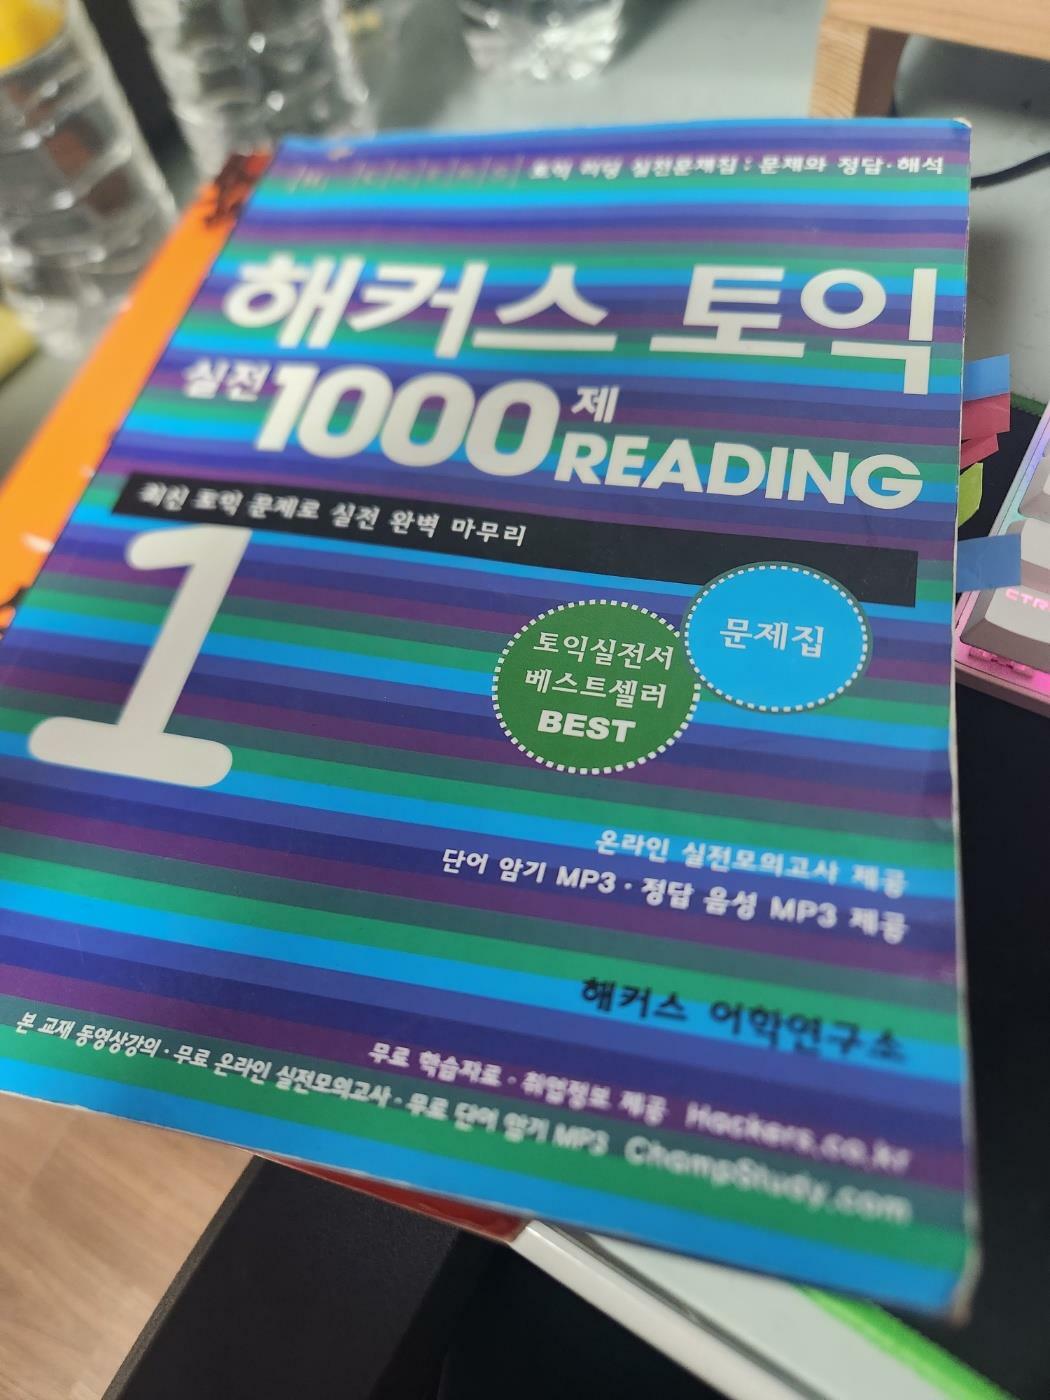 토익 리딩 실전문제집: 문제와 정답·해석
해커스 토익
실전 1000 제
READING
최신 토익 문제로 실전 완벽 마무리
1
토익실전서
베스트셀러
BEST
문제집
온라인 실전모의고사 제공
단어 암기 MP3 · 정답 음성 MP3 제공
해커스 어학연구소
무료 학습자료 · 취업정보 제공 Hackers.co.kr
본 교재 동영상강의 · 무료 온라인 실전모의고사 · 무료 단어 암기 MP3 ChampStudy.com
CTR